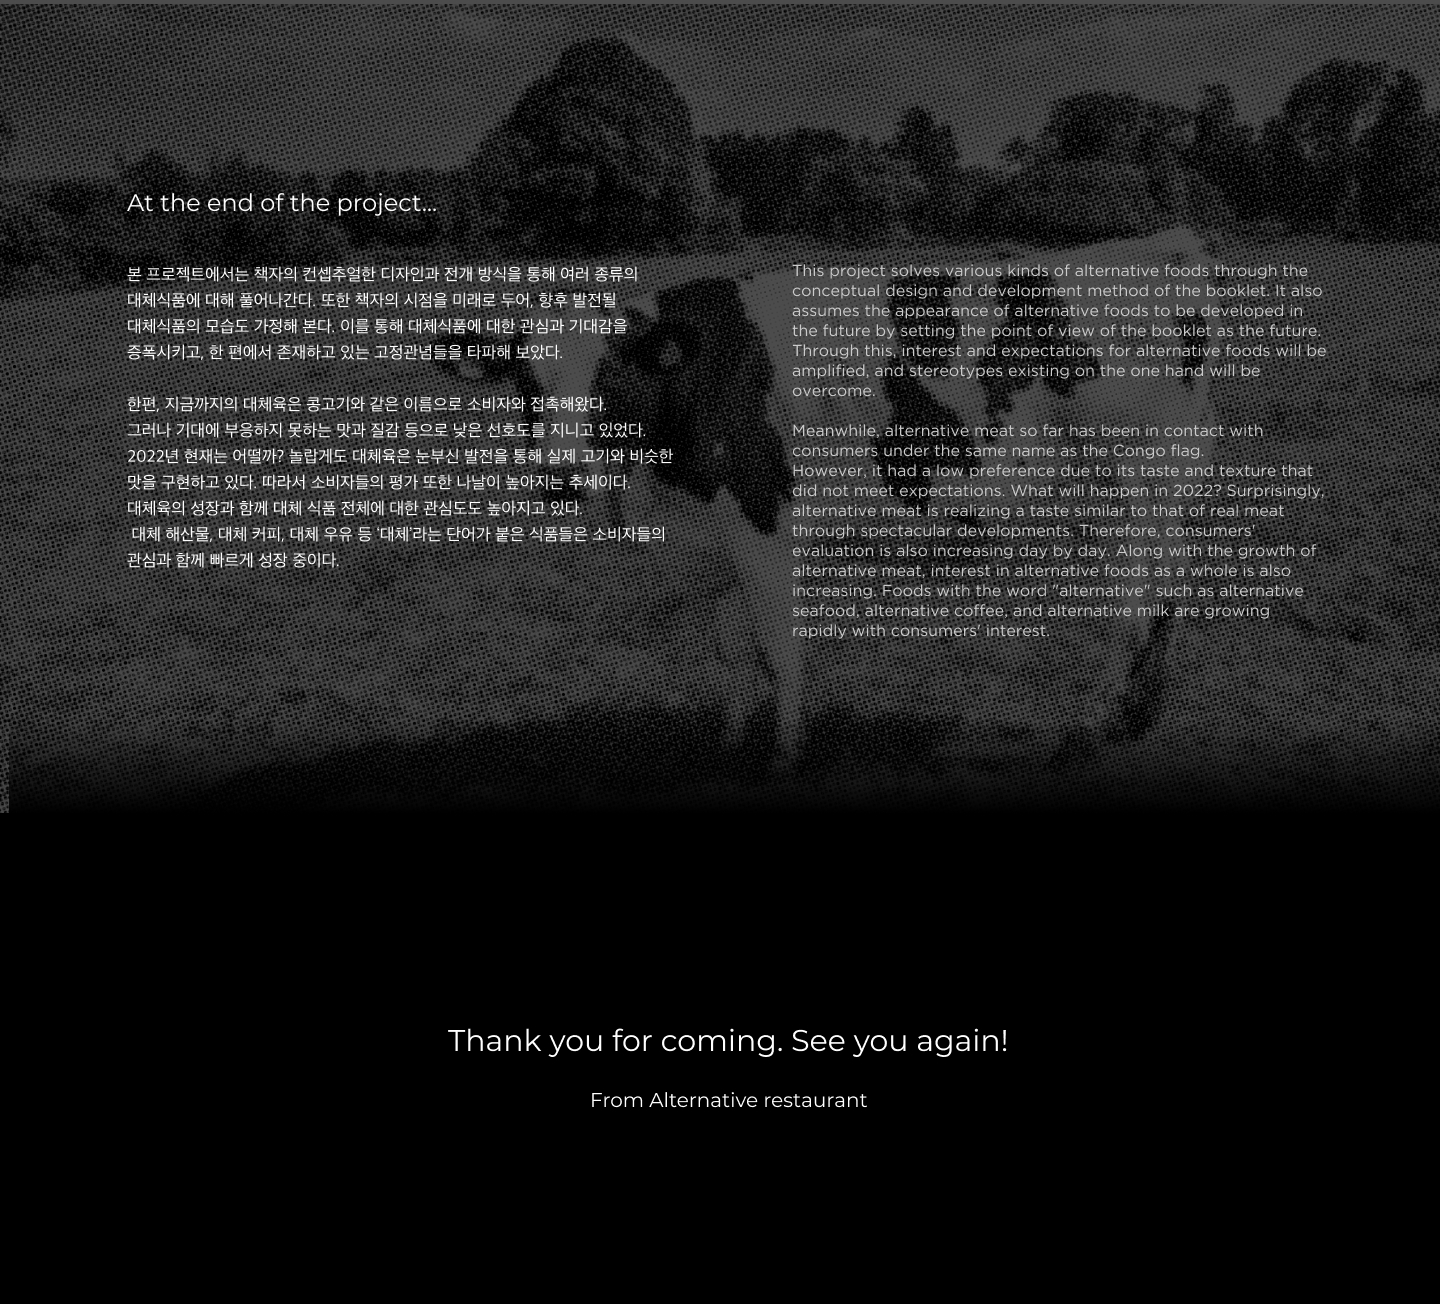 At the end of the project...
본 프로젝트에서는 책자의 컨셉추얼한 디자인과 전개 방식을 통해 여러 종류의
대체식품에 대해 풀어나간다. 또한 책자의 시점을 미래로 두어, 향후 발전될
대체식품의 모습도 가정해 본다. 이를 통해 대체식품에 대한 관심과 기대감을
증폭시키고, 한 편에서 존재하고 있는 고정관념들을 타파해 보았다.
한편, 지금까지의 대체육은 콩고기와 같은 이름으로 소비자와 접촉해왔다.
그러나 기대에 부응하지 못하는 맛과 질감 등으로 낮은 선호도를 지니고 있었다.
2022년 현재는 어떨까? 놀랍게도 대체육은 눈부신 발전을 통해 실제 고기와 비슷한
맛을 구현하고 있다. 따라서 소비자들의 평가 또한 나날이 높아지는 추세이다.
대체육의 성장과 함께 대체 식품 전체에 대한 관심도도 높아지고 있다.
대체 해산물, 대체 커피, 대체 우유 등 '대체'라는 단어가 붙은 식품들은 소비자들의
관심과 함께 빠르게 성장 중이다.
This project solves various kinds of alternative foods through the
conceptual design and development method of the booklet. It also
assumes the appearance of alternative foods to be developed in
the future by setting the point of view of the booklet as the future.
Through this, interest and expectations for alternative foods will be
amplified, and stereotypes existing on the one hand will be
overcome.
Meanwhile, alternative meat so far has been in contact with
consumers under the same name as the Congo flag.
However, it had a low preference due to its taste and texture that
did not meet expectations. What will happen in 2022? Surprisingly,
alternative meat is realizing a taste similar to that of real meat
through spectacular developments. Therefore, consumers'
evaluation is also increasing day by day. Along with the growth of
alternative meat, interest in alternative foods as a whole is also
increasing. Foods with the word "alternative" such as alternative
seafood, alternative coffee, and alternative milk are growing
rapidly with consumers' interest.
Thank you for coming. See you again!
From Alternative restaurant